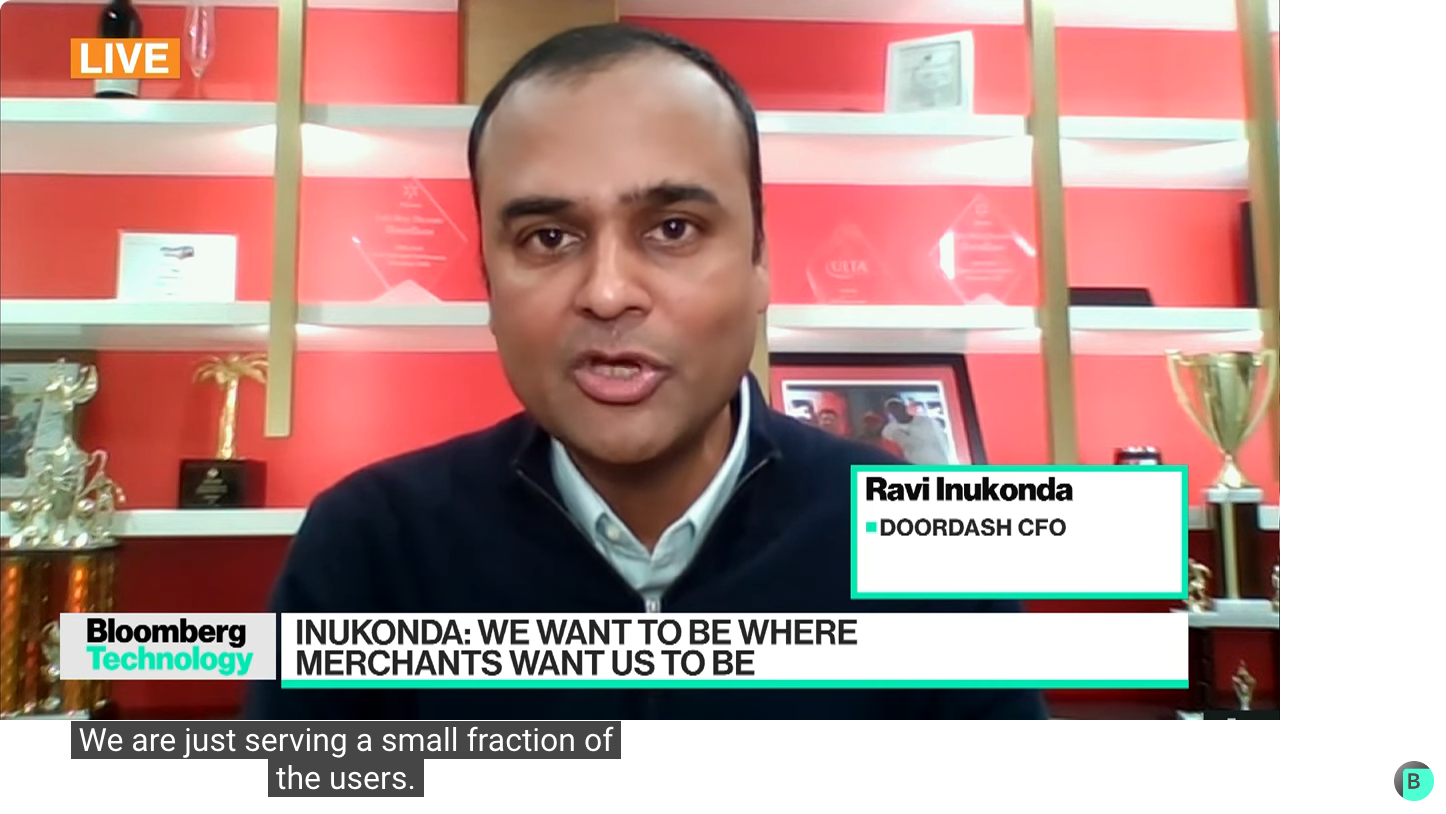 LIVE
ULTA
Ravi Inukonda
DOORDASH CFO
Bloomberg
Technology
INUKONDA: WE WANT TO BE WHERE
MERCHANTS WANT US TO BE
We are just serving a small fraction of
the users.
B